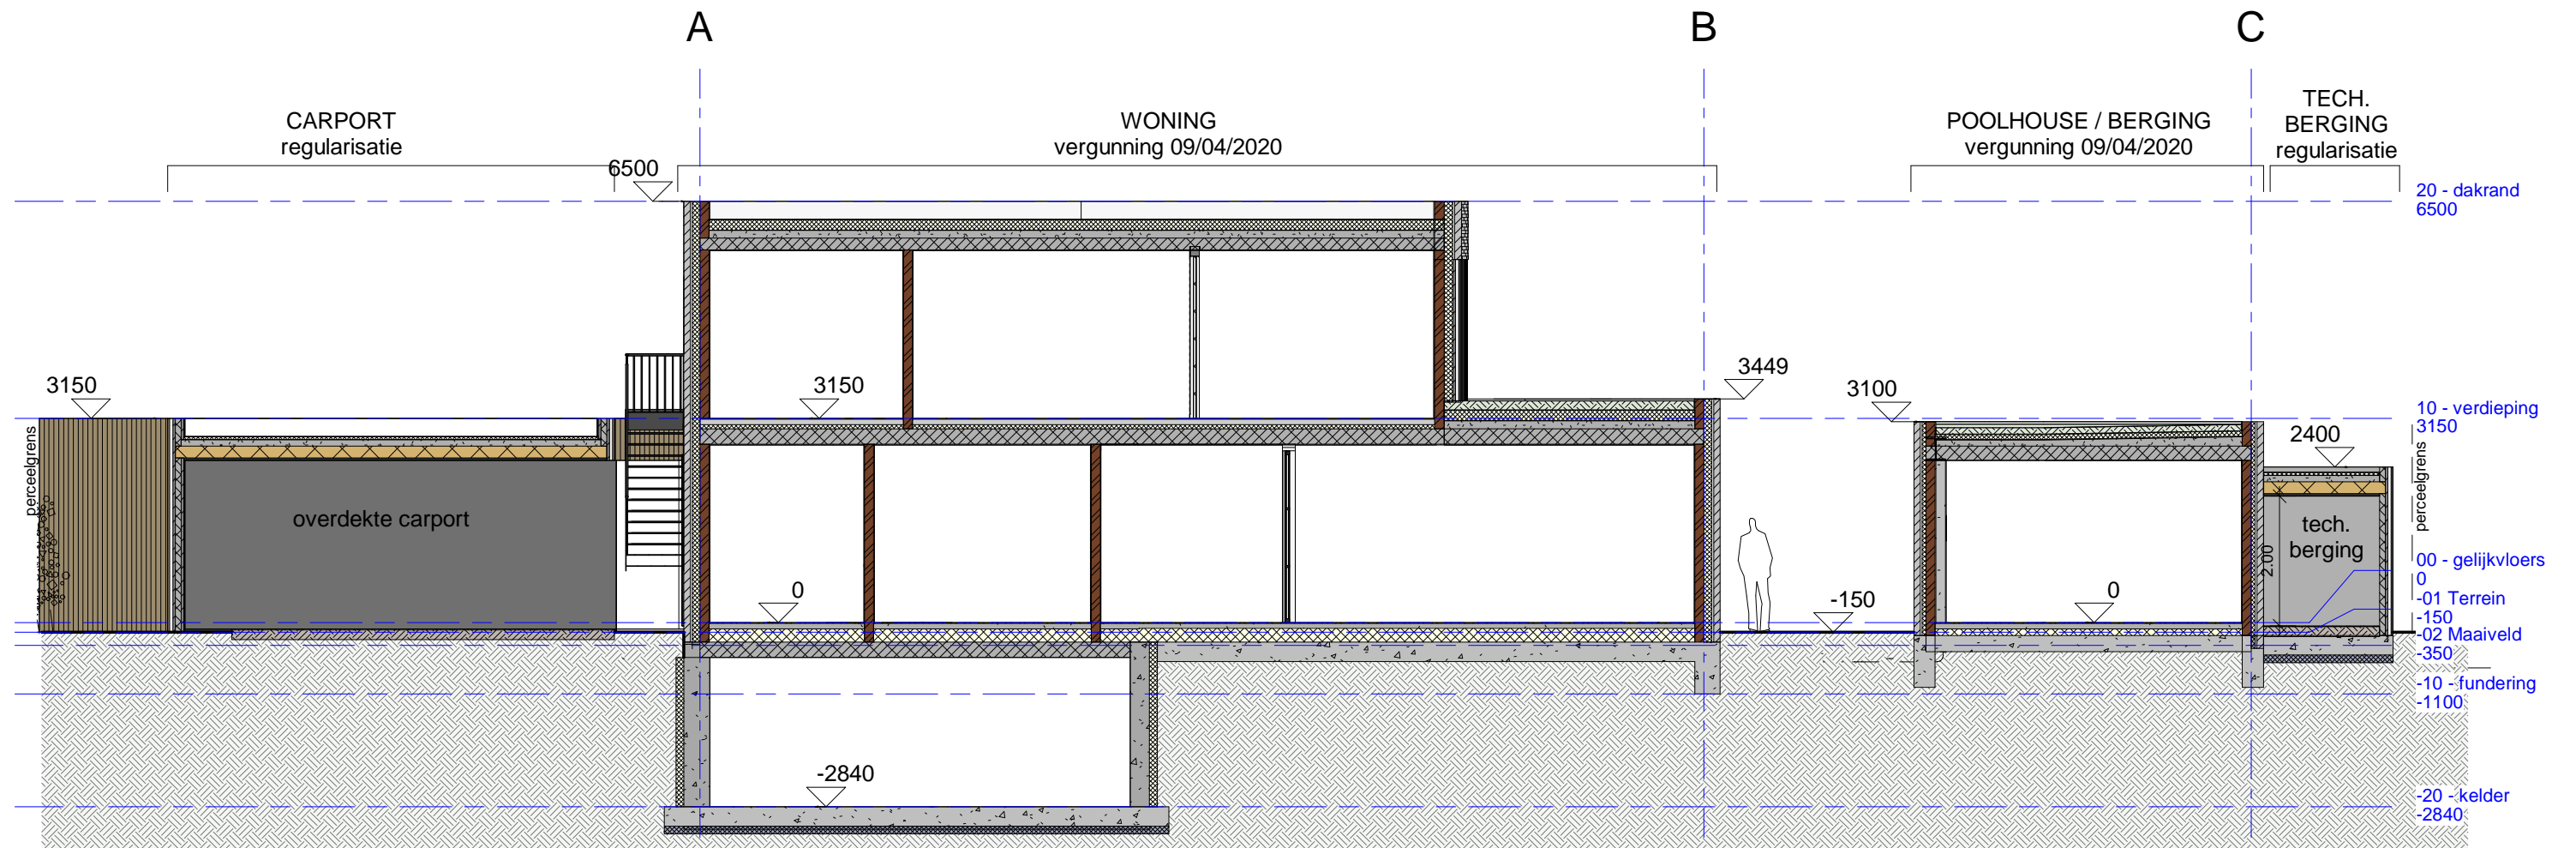 A
B
C
CARPORT
regularisatie
WONING
vergunning 09/04/2020
POOLHOUSE / BERGING
vergunning 09/04/2020
TECH.
BERGING
regularisatie
6500
20 - dakrand
6500
3150
3150
3449
3100
10 - verdieping
3150
2400
perceelgrens
perceelgrens
overdekte carport
tech.
berging
2.00
0
-150
0
00 - gelijkvloers
0
-01 Terrein
-150
-02 Maaiveld
-350
-10 - fundering
-1100
-2840
-20 - kelder
-2840